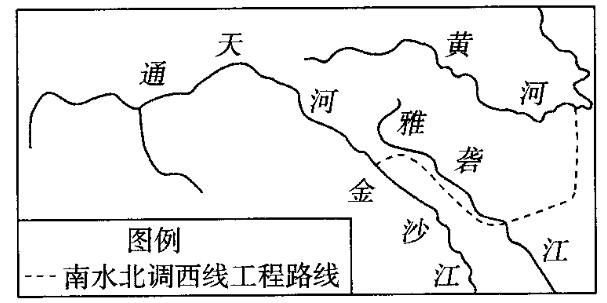 通天河
黄河
雅砻江
金沙江
图例
南水北调西线工程路线